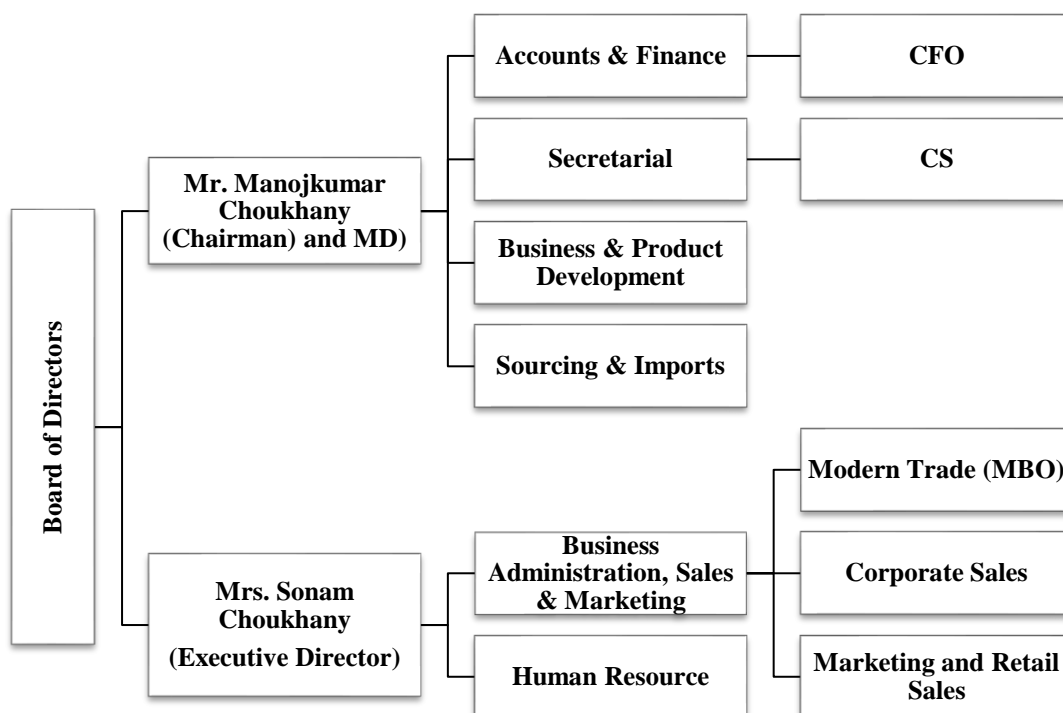 Board of Directors
Mr. Manojkumar
Choukhany
(Chairman) and MD)
Accounts & Finance
CFO
Secretarial
CS
Business & Product
Development
Sourcing & Imports
Mrs. Sonam
Choukhany
(Executive Director)
Business
Administration, Sales
& Marketing
Modern Trade (MBO)
Corporate Sales
Marketing and Retail
Sales
Human Resource